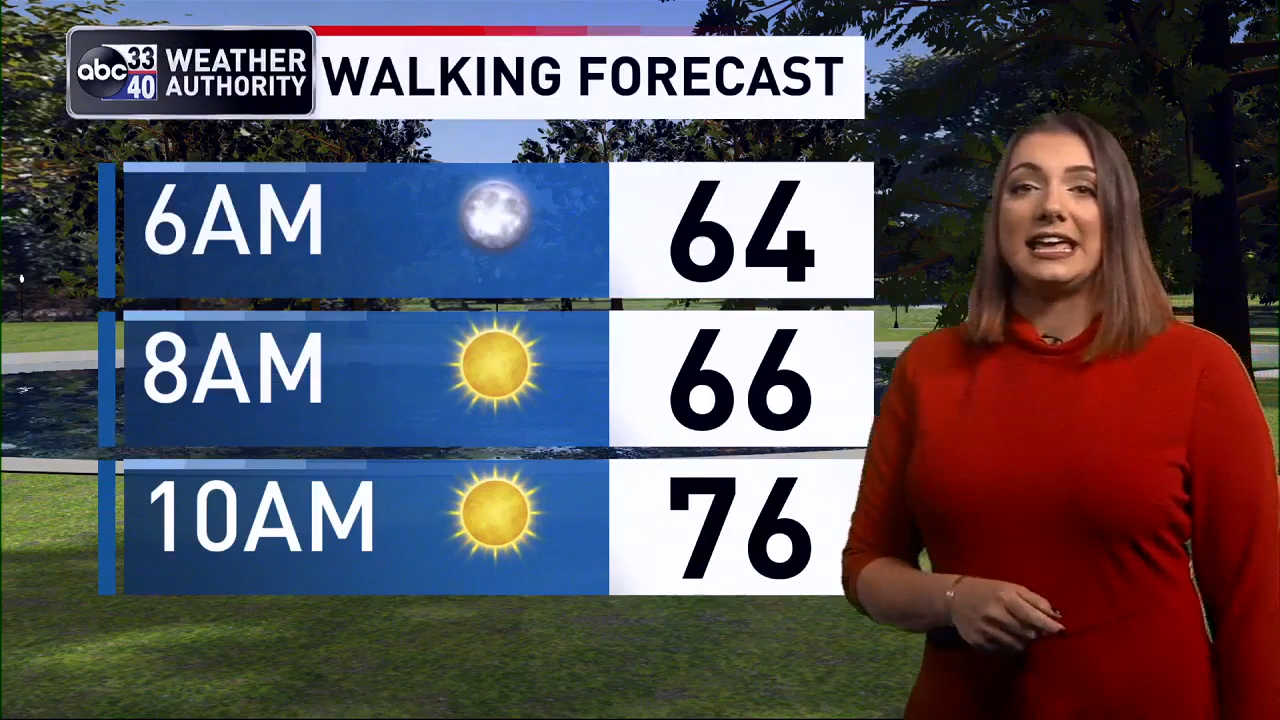 abc 33
40
WEATHER
AUTHORITY
WALKING FORECAST
6AM 64
8AM 66
10AM 76